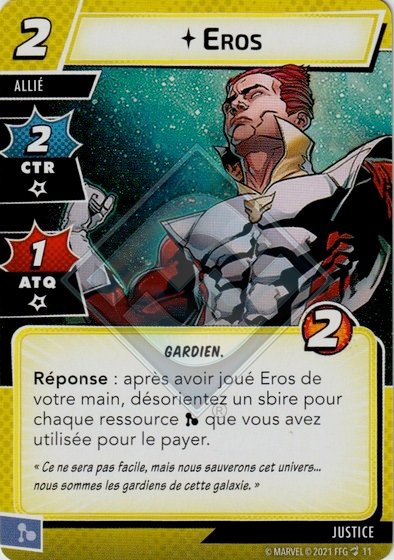 2
EROS
ALLIÉ
2
CTR
1
ATQ
2
GARDIEN.
Réponse : après avoir joué Eros de
votre main, désorientez un sbire pour
chaque ressource que vous avez
utilisée pour le payer.
« Ce ne sera pas facile, mais nous sauverons cet univers...
nous sommes les gardiens de cette galaxie. »
®
JUSTICE
© MARVEL © 2021 FFG 11